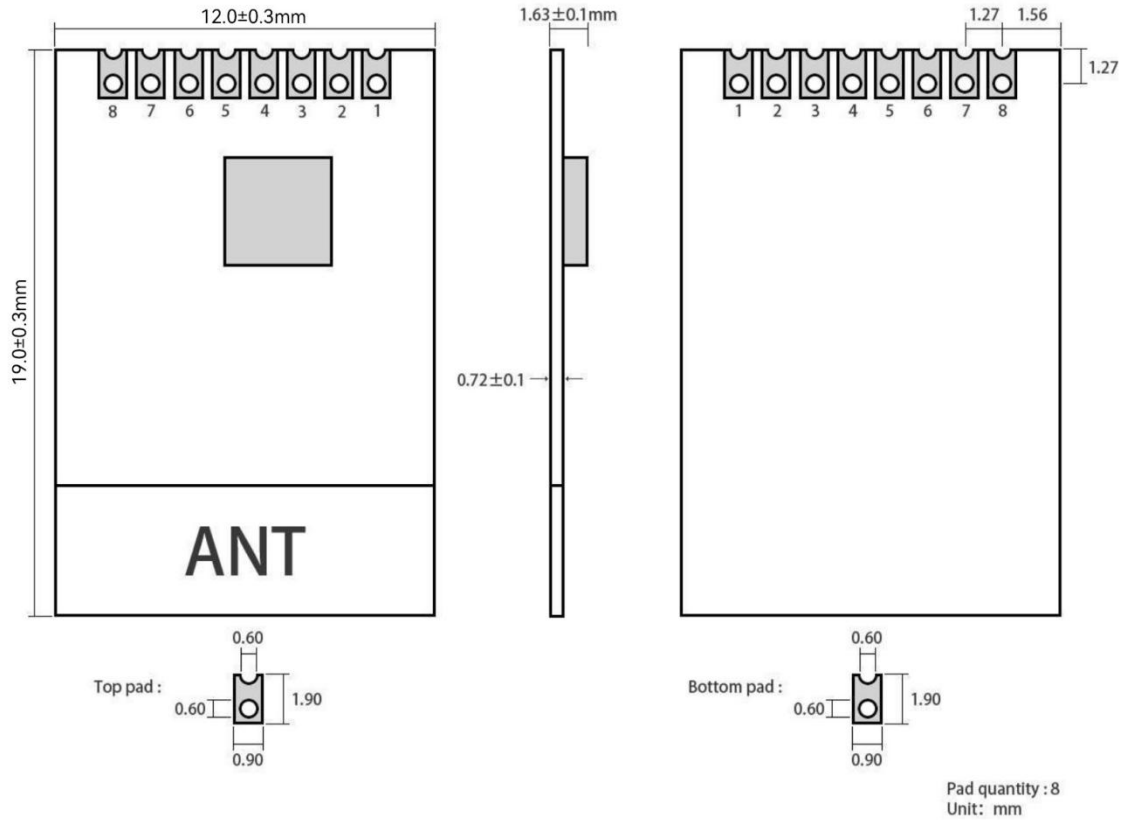 12.0±0.3mm
1.63±0.1mm
1.27 1.56
1.27
8 7 6 5 4 3 2 1
1 2 3 4 5 6 7 8
19.0±0.3mm
0.72±0.1
ANT
0.60
0.60
Top pad :
1.90
0.60
0.90
Bottom pad :
1.90
0.60
0.90
Pad quantity : 8
Unit: mm